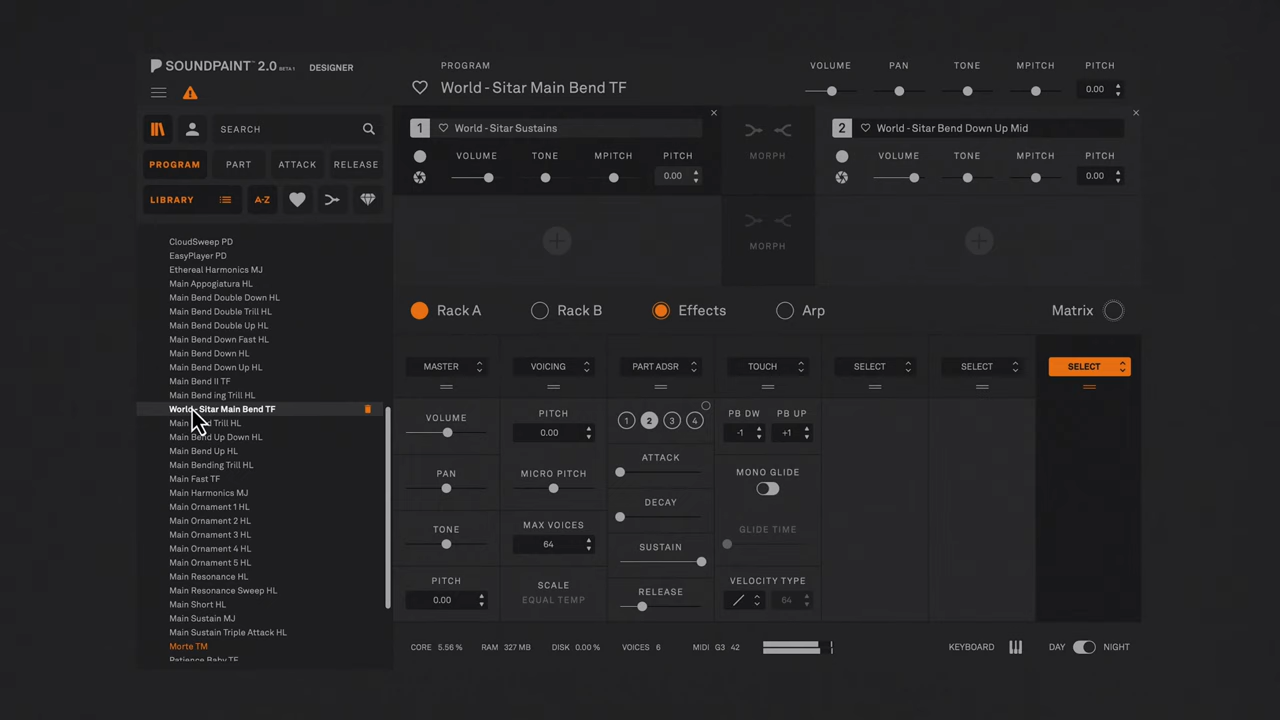 SOUNDPAINT™ 2.0 BETA 1 DESIGNER
SEARCH
PROGRAM PART ATTACK RELEASE
LIBRARY A-Z
CloudSweep PD
EasyPlayer PD
Ethereal Harmonics MJ
Main Appogiatura HL
Main Bend Double Down HL
Main Bend Double Trill HL
Main Bend Double Up HL
Main Bend Down Fast HL
Main Bend Down HL
Main Bend Down Up HL
Main Bend II TF
Main Bend ing Trill HL
World - Sitar Main Bend TF
Main Bend Trill HL
Main Bend Up Down HL
Main Bend Up HL
Main Bending Trill HL
Main Fast TF
Main Harmonics MJ
Main Ornament 1 HL
Main Ornament 2 HL
Main Ornament 3 HL
Main Ornament 4 HL
Main Ornament 5 HL
Main Resonance HL
Main Resonance Sweep HL
Main Short HL
Main Sustain MJ
Main Sustain Triple Attack HL
Morte TM
Patience Baby TF
PROGRAM
World - Sitar Main Bend TF
VOLUME PAN TONE MPITCH PITCH
0.00
1 World - Sitar Sustains
VOLUME TONE MPITCH PITCH
0.00
MORPH
2 World - Sitar Bend Down Up Mid
VOLUME TONE MPITCH PITCH
0.00
MORPH
Rack A Rack B Effects Arp Matrix
MASTER VOICING PART ADSR TOUCH SELECT SELECT SELECT
VOLUME
PAN
TONE
PITCH
0.00
PITCH
0.00
MICRO PITCH
MAX VOICES
64
SCALE
EQUAL TEMP
1 2 3 4
ATTACK
DECAY
SUSTAIN
RELEASE
PB DW PB UP
-1 +1
MONO GLIDE
GLIDE TIME
VELOCITY TYPE
64
CORE 5.56 % RAM 327 MB DISK 0.00 % VOICES 6 MIDI G3 42 KEYBOARD DAY NIGHT